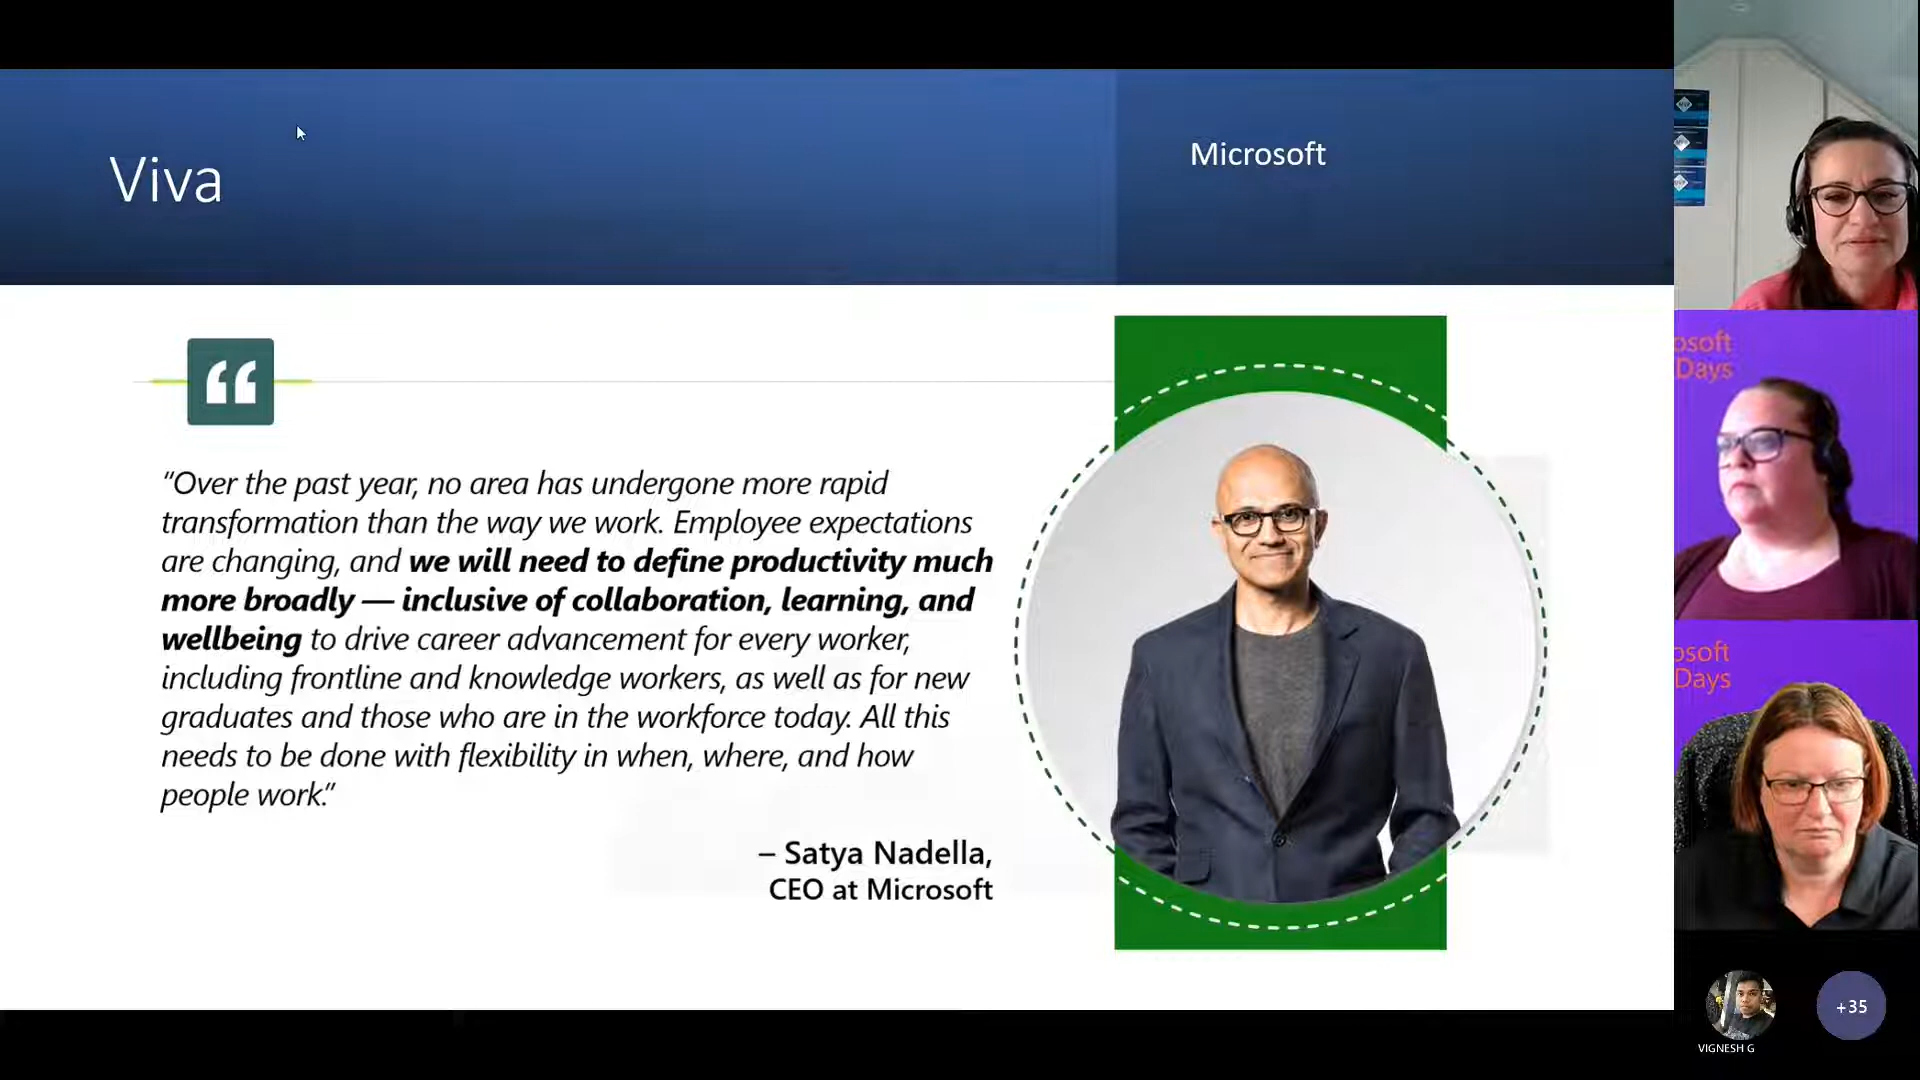 Viva
Microsoft
“Over the past year, no area has undergone more rapid
transformation than the way we work. Employee expectations
are changing, and we will need to define productivity much
more broadly — inclusive of collaboration, learning, and
wellbeing to drive career advancement for every worker,
including frontline and knowledge workers, as well as for new
graduates and those who are in the workforce today. All this
needs to be done with flexibility in when, where, and how
people work.”
– Satya Nadella,
CEO at Microsoft
osoft
Days
osoft
Days
VIGNESH G
+35